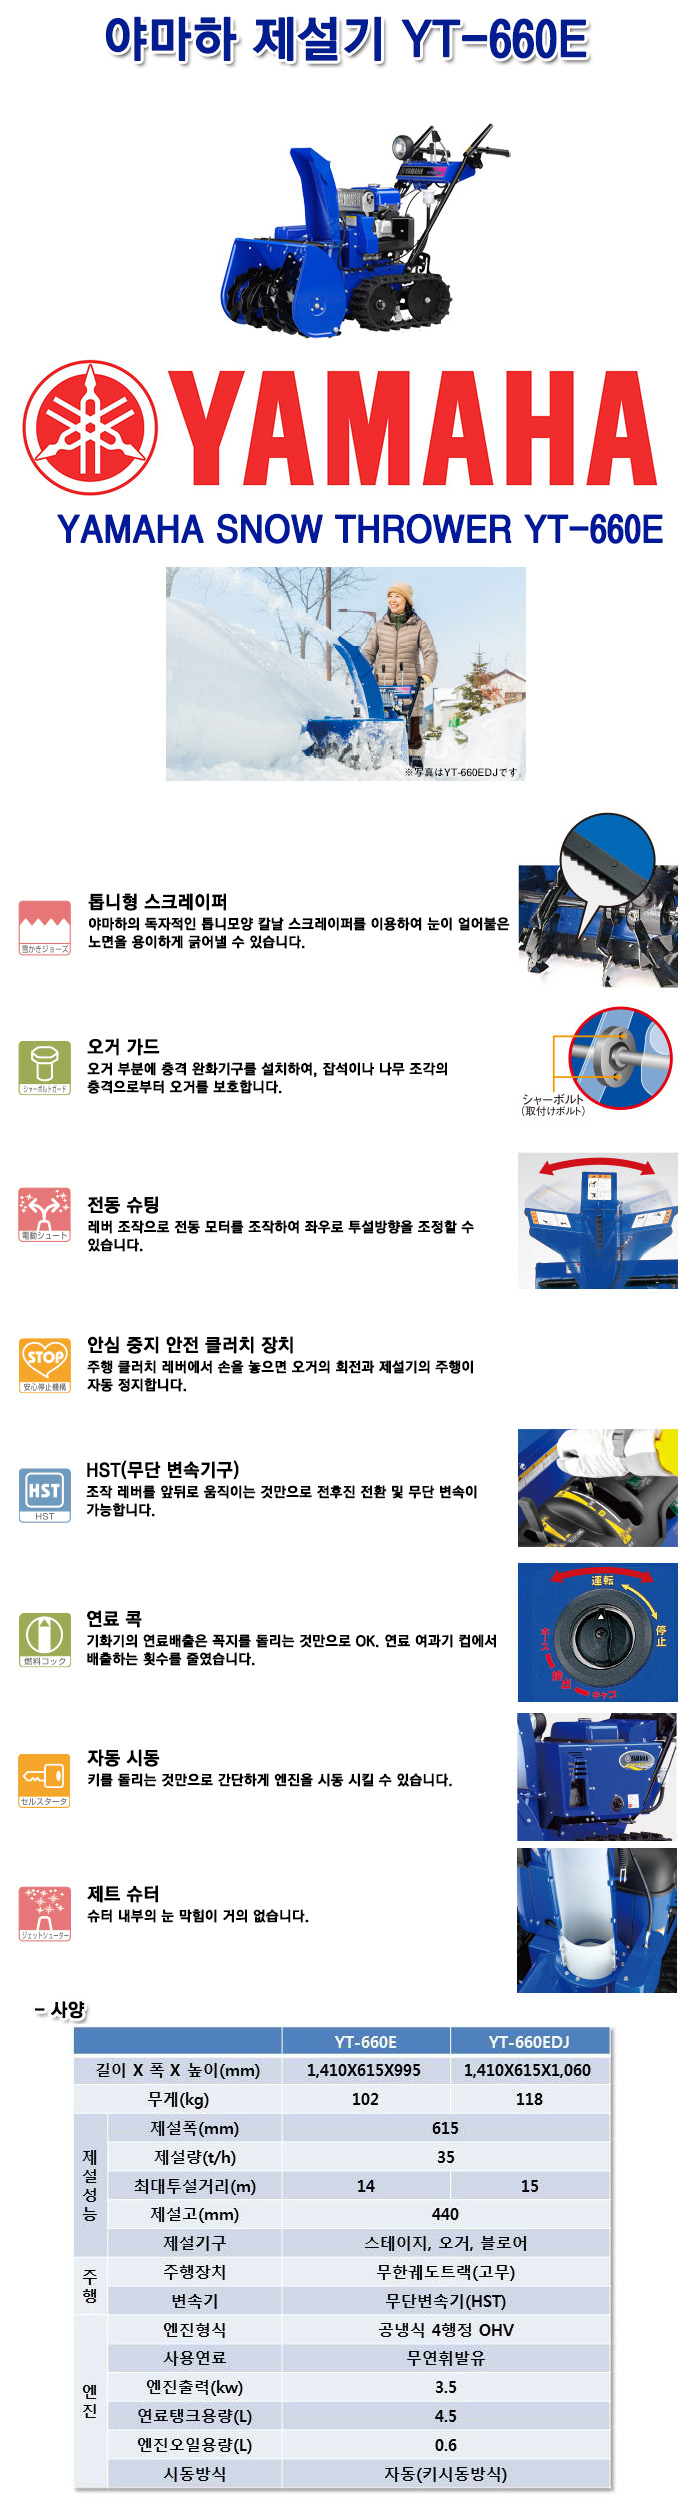 야마하 제설기 YT-660E
YAMAHA
YAMAHA
YAMAHA SNOW THROWER YT-660E
※写真はYT-660EDJです。
톱니형 스크레이퍼
야마하의 독자적인 톱니모양 칼날 스크레이퍼를 이용하여 눈이 얼어붙은
노면을 용이하게 긁어낼 수 있습니다.
雪かきジョーズ
오거 가드
오거 부분에 충격 완화기구를 설치하여, 잡석이나 나무 조각의
충격으로부터 오거를 보호합니다.
シャーボルトガード
シャーボルト
(取付けボルト)
전동 슈팅
레버 조작으로 전동 모터를 조작하여 좌우로 투설방향을 조정할 수
있습니다.
電動シュート
안심 중지 안전 클러치 장치
주행 클러치 레버에서 손을 놓으면 오거의 회전과 제설기의 주행이
자동 정지합니다.
STOP
安心停止機構
HST(무단 변속기구)
조작 레버를 앞뒤로 움직이는 것만으로 전후진 전환 및 무단 변속이
가능합니다.
HST
HST
연료 콕
기화기의 연료배출은 꼭지를 돌리는 것만으로 OK. 연료 여과기 컵에서
배출하는 횟수를 줄였습니다.
燃料コック
運転
停止
자동 시동
키를 돌리는 것만으로 간단하게 엔진을 시동 시킬 수 있습니다.
セルスタータ
YAMAHA
제트 슈터
슈터 내부의 눈 막힘이 거의 없습니다.
ジェットシューター
- 사양
YT-660E YT-660EDJ
길이 X 폭 X 높이(mm) 1,410X615X995 1,410X615X1,060
무게(kg) 102 118
제설성능
제설폭(mm) 615
제설량(t/h) 35
최대투설거리(m) 14 15
제설고(mm) 440
제설기구 스테이지, 오거, 블로어
주행
주행장치 무한궤도트랙(고무)
변속기 무단변속기(HST)
엔진
엔진형식 공냉식 4행정 OHV
사용연료 무연휘발유
엔진출력(kw) 3.5
연료탱크용량(L) 4.5
엔진오일용량(L) 0.6
시동방식 자동(키시동방식)